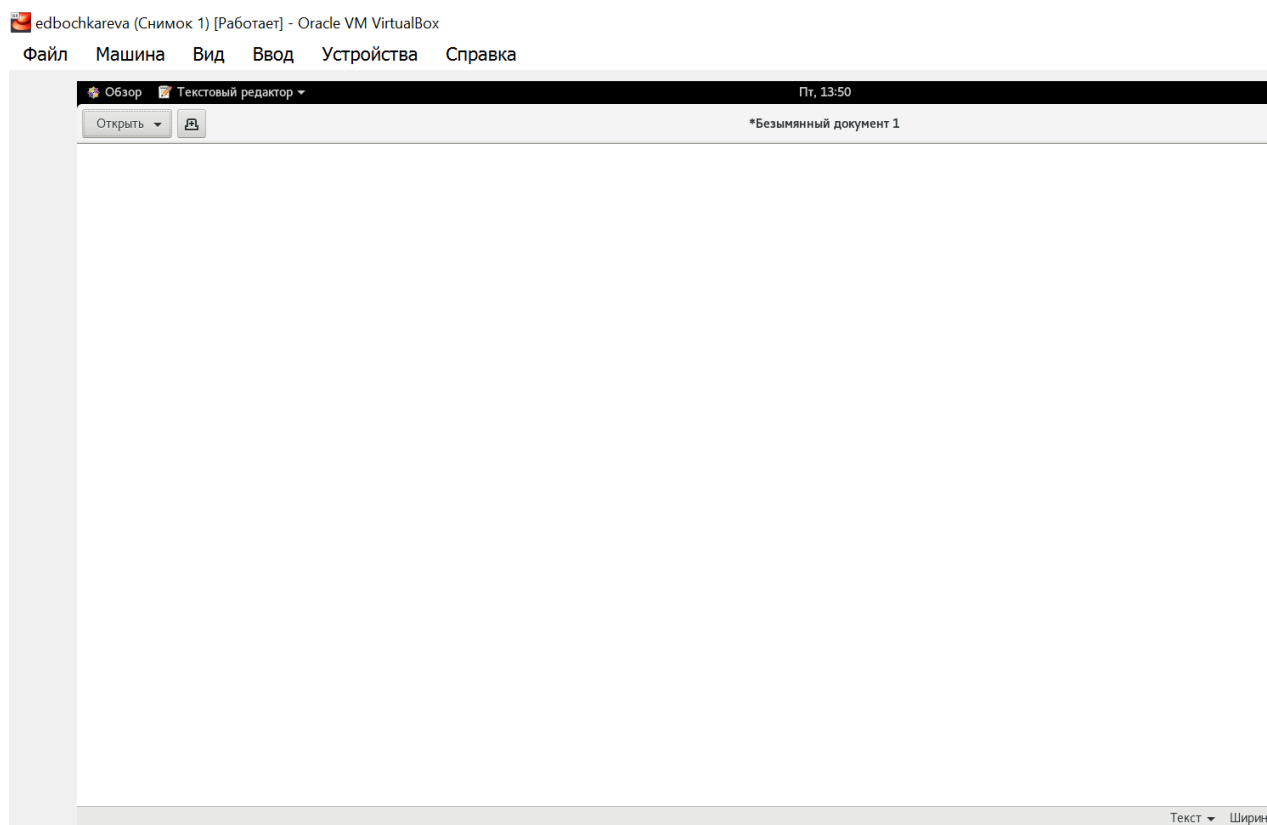 edbochkareva (Снимок 1) [Работает] - Oracle VM VirtualBox
Файл Машина Вид Ввод Устройства Справка
Обзор Текстовый редактор Пт, 13:50
Открыть *Безымянный документ 1
Текст Ширин